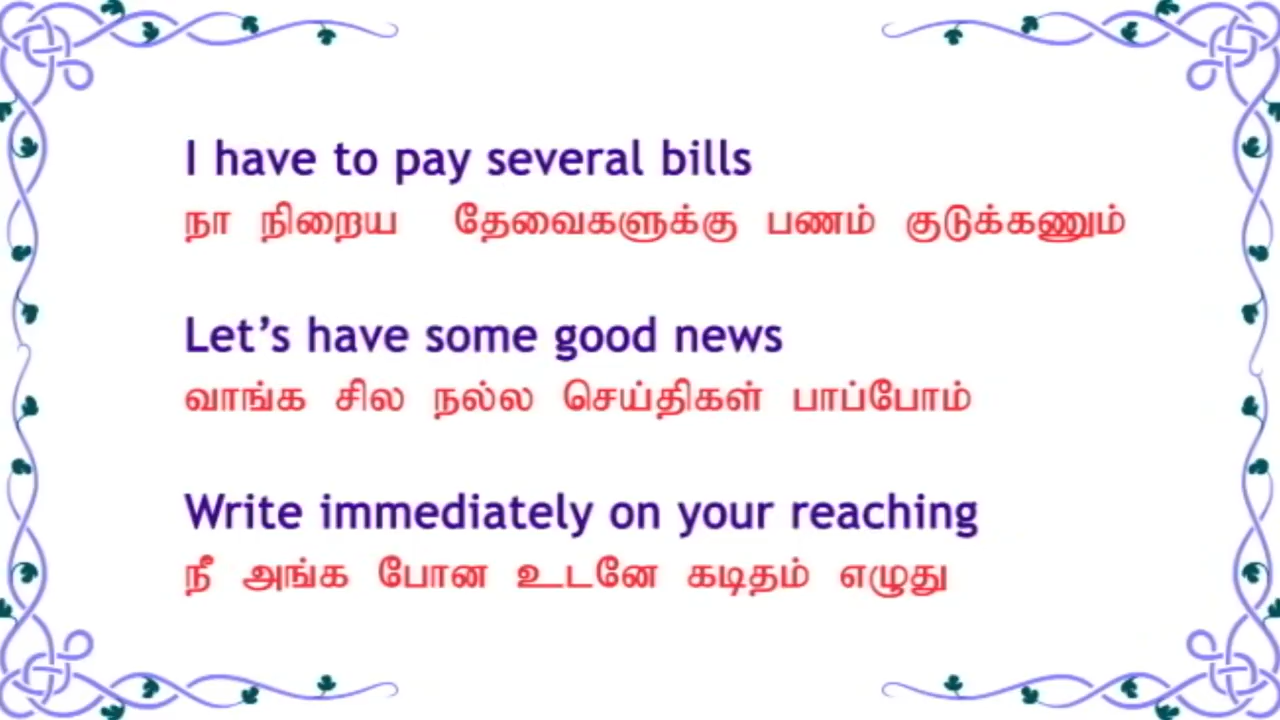 I have to pay several bills
நா நிறைய தேவைகளுக்கு பணம் குடுக்கணும்
Let’s have some good news
வாங்க சில நல்ல செய்திகள் பாப்போம்
Write immediately on your reaching
நீ அங்க போன உடனே கடிதம் எழுது